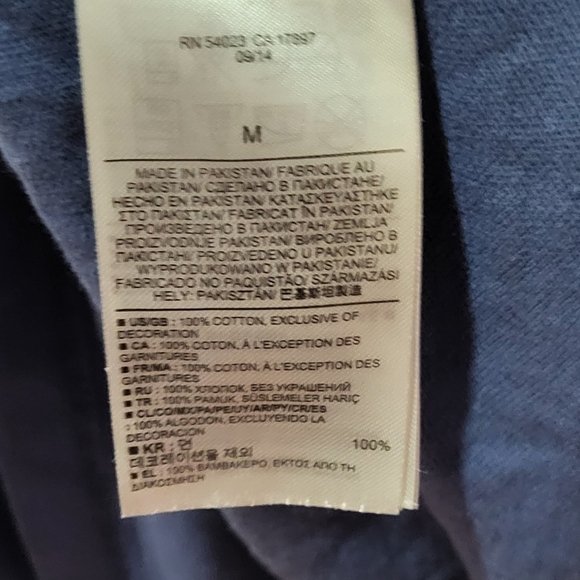 RN 54023 CA 17897
09/14
M
MADE IN PAKISTAN/ FABRIQUE AU
PAKISTAN/ СДЕЛАНО В ПАКИСТАНЕ/
HECHO EN PAKISTAN/ ΚΑΤΑΣΚΕΥΑΣΤΗΚΕ
ΣΤΟ ΠΑΚΙΣΤΑΝ/ FABRICAT ÎN PAKISTAN/
ПРОИЗВЕДЕНО В ПАКИСТАН/ ZEMLJA
PROIZVODNJE PAKISTAN/ ВИРОБЛЕНО В
ПАКІСТАНІ/ PROIZVEDENO U PAKISTANU/
WYPRODUKOWANO W PAKISTANIE/
FABRICADO NO PAQUISTÃO/ SZÁRMAZÁSI
HELY: PAKISZTÁN/ 巴基斯坦製造
■ US/GB : 100% COTTON, EXCLUSIVE OF
DECORATION
■ CA : 100% COTON, À L'EXCEPTION DES
GARNITURES
■ FR/MA : 100% COTON, À L'EXCEPTION DES
GARNITURES
■ RU : 100% ХЛОПОК, БЕЗ УКРАШЕНИЙ
■ TR : 100% PAMUK, SÜSLEMELER HARIÇ
■ CL/CO/MX/PA/PE/UY/AR/PY/CR/ES
: 100% ALGODON, EXCLUYENDO LA
DECORACION
■ KR : 면 100%
데코레이션을 제외
■ EL : 100% ΒΑΜΒΑΚΕΡΟ, ΕΚΤΟΣ ΑΠΟ ΤΗ
ΔΙΑΚΟΣΜΗΣΗ